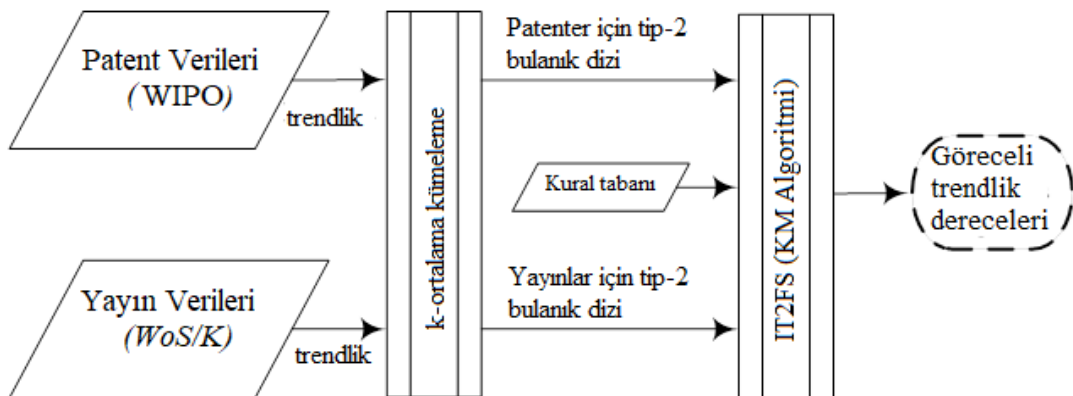 Patent Verileri
(WIPO)
trendlik
Yayın Verileri
(WoS/K)
trendlik
k-ortalama kümeleme
Patenter için tip-2
bulanık dizi
Kural tabanı
Yayınlar için tip-2
bulanık dizi
IT2FS (KM Algoritmi)
Göreceli
trendlik
dereceleri